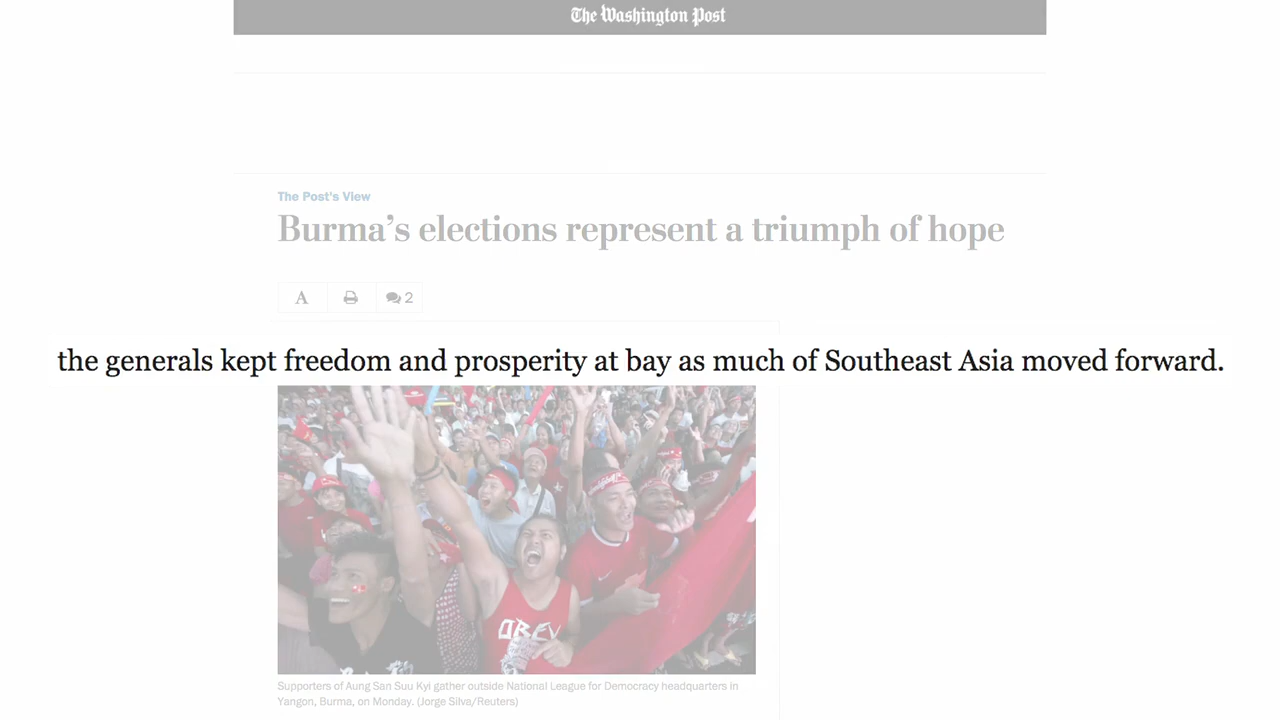 The Washington Post
The Post's View
Burma's elections represent a triumph of hope
A
2
the generals kept freedom and prosperity at bay as much of Southeast Asia moved forward.
OBEY
Supporters of Aung San Suu Kyi gather outside National League for Democracy headquarters in
Yangon, Burma, on Monday. (Jorge Silva/Reuters)